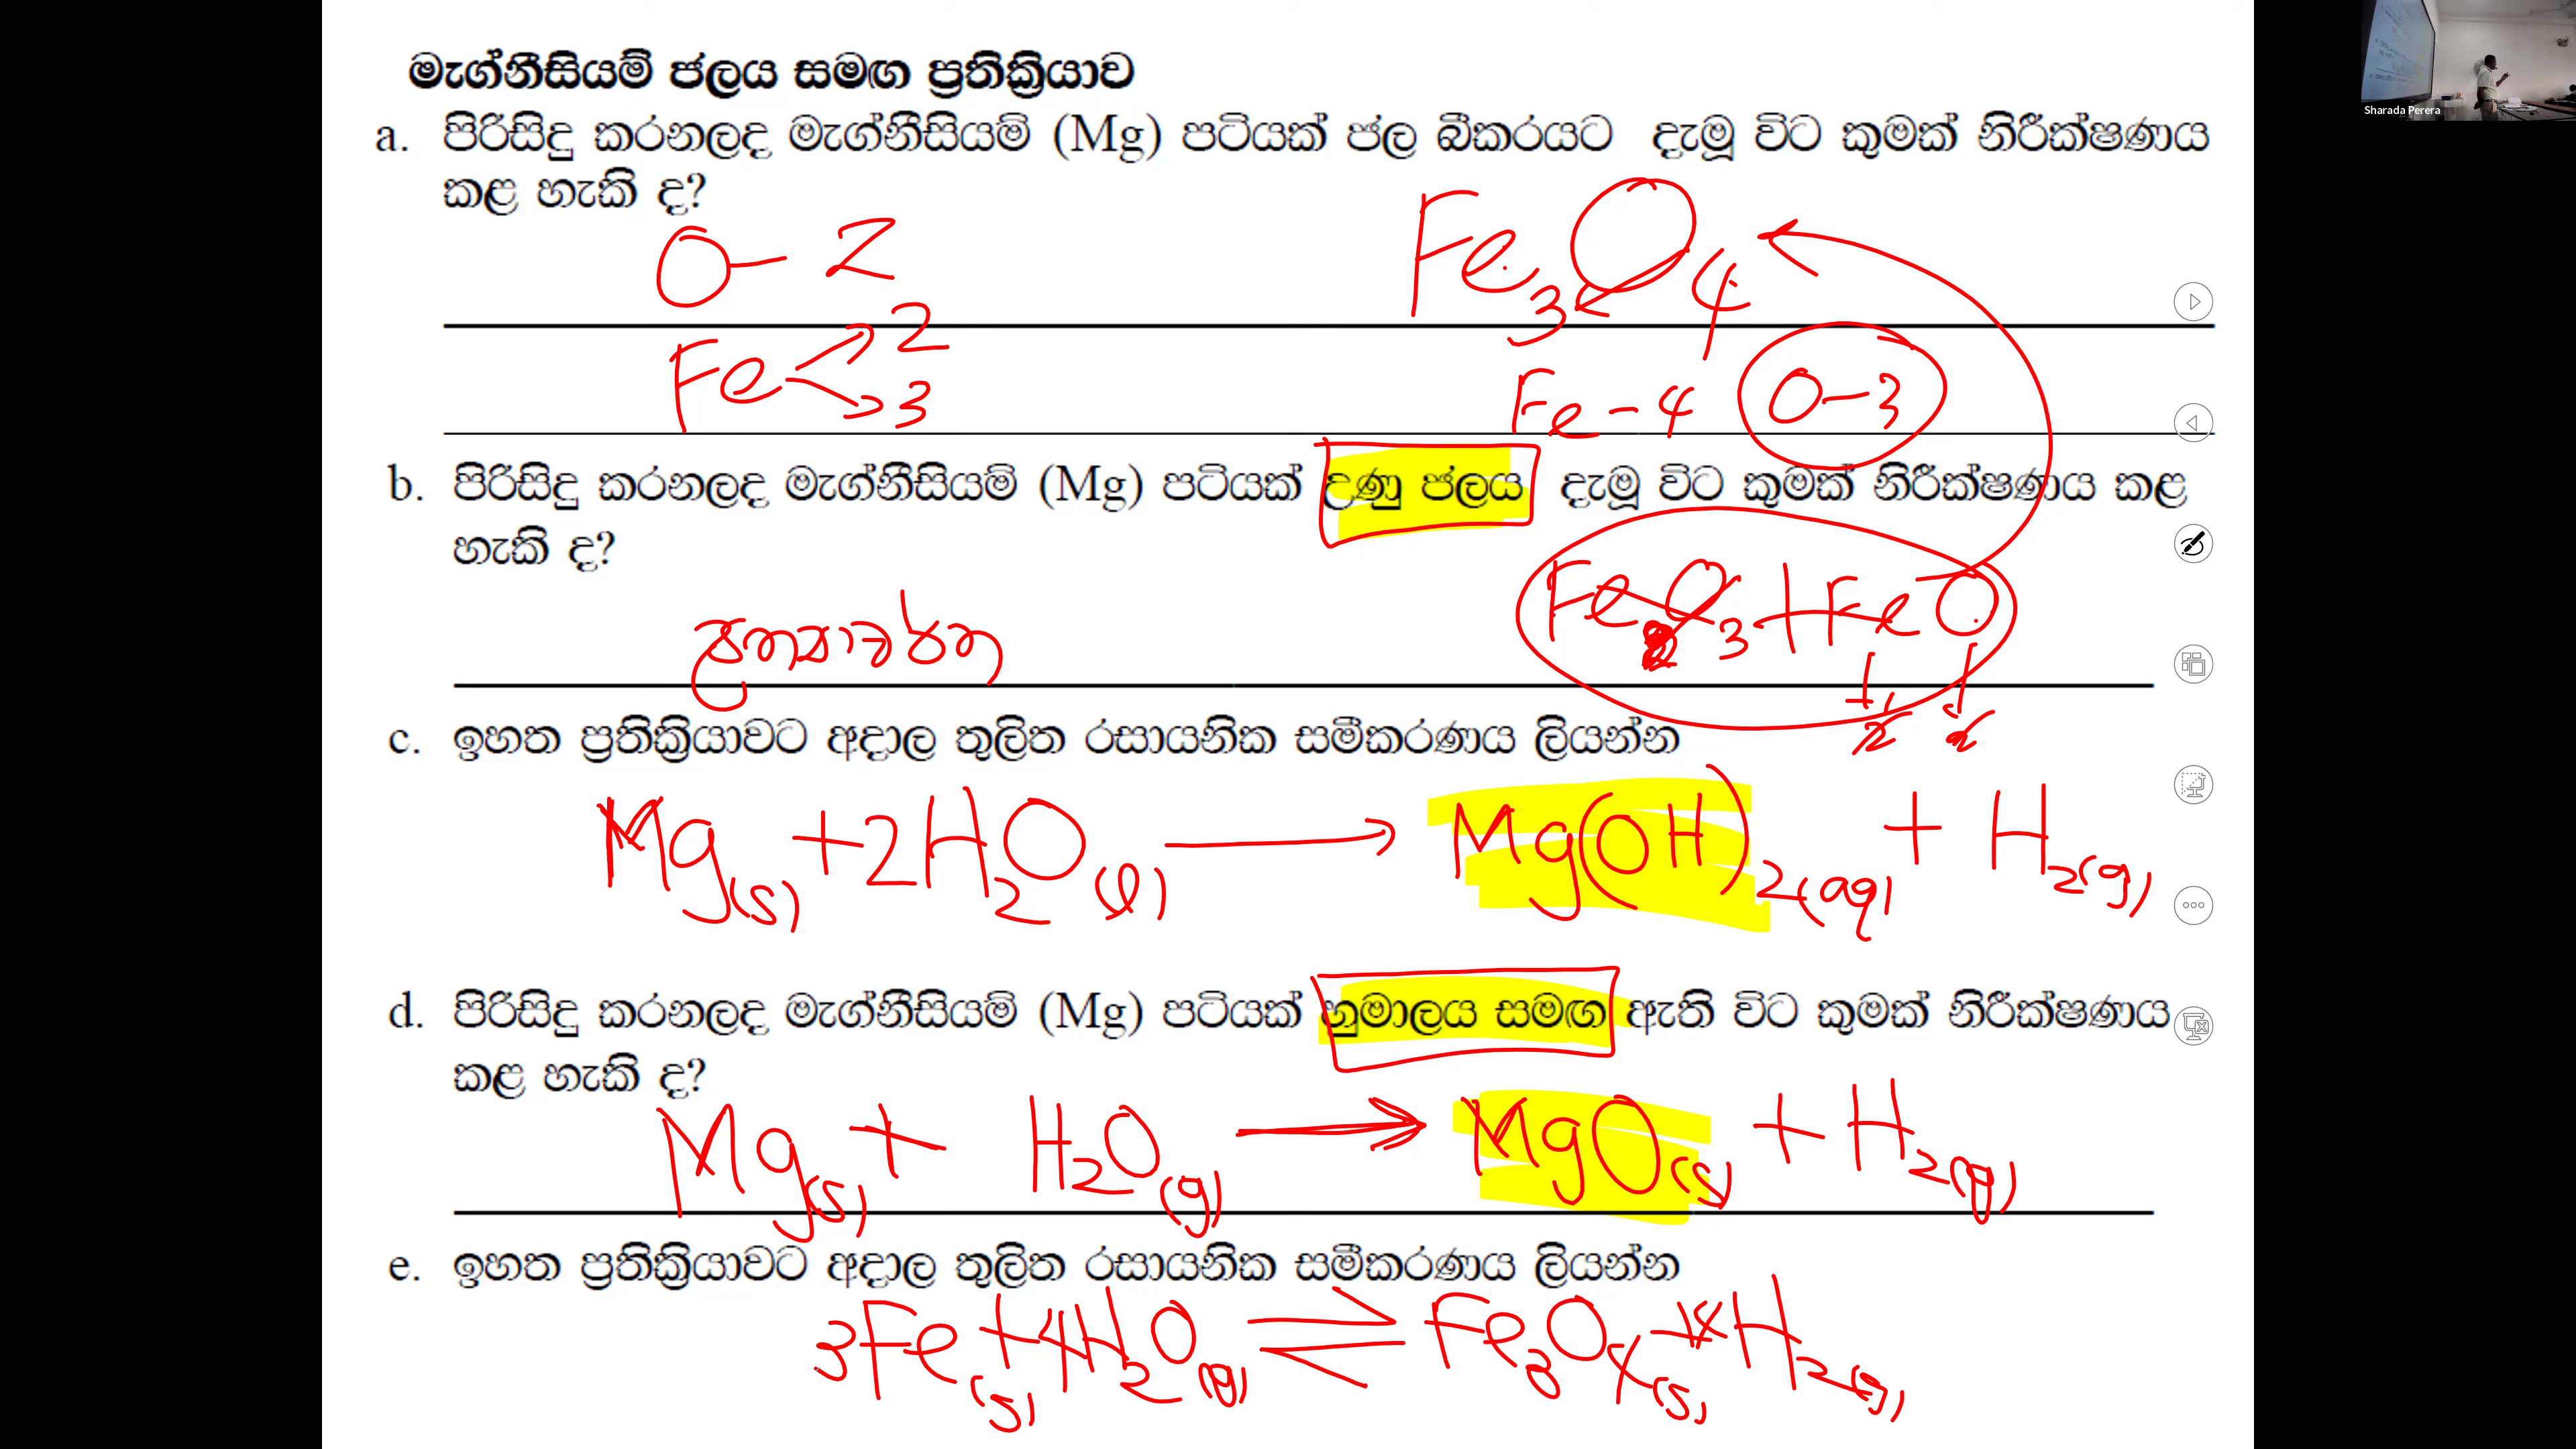 මැග්නීසියම් ජලය සමඟ ප්‍රතික්‍රියාව
Sharada Perera
a. පිරිසිදු කරනලද මැග්නීසියම් (Mg) පටියක් ජල බීකරයට දැමූ විට කුමක් නිරීක්ෂණය
කළ හැකි ද?
O - 2
Fe₃O₄
Fe 2
3
Fe - 4 O - 3
b. පිරිසිදු කරනලද මැග්නීසියම් (Mg) පටියක් උණු ජලය දැමූ විට කුමක් නිරීක්ෂණය කළ
හැකි ද?
Fe₂O₃ + FeO
ප්‍රත්‍යාවර්ත
2 2
c. ඉහත ප්‍රතික්‍රියාවට අදාල තුලිත රසායනික සමීකරණය ලියන්න
Mg(s) + 2H₂O(l) → Mg(OH)₂(aq) + H₂(g)
d. පිරිසිදු කරනලද මැග්නීසියම් (Mg) පටියක් හුමාලය සමඟ ඇති විට කුමක් නිරීක්ෂණය
කළ හැකි ද?
Mg(s) + H₂O(g) → MgO(s) + H₂(g)
e. ඉහත ප්‍රතික්‍රියාවට අදාල තුලිත රසායනික සමීකරණය ලියන්න
3Fe(s) + 4H₂O(g) ⇌ Fe₃O₄(s) + 4H₂(g)